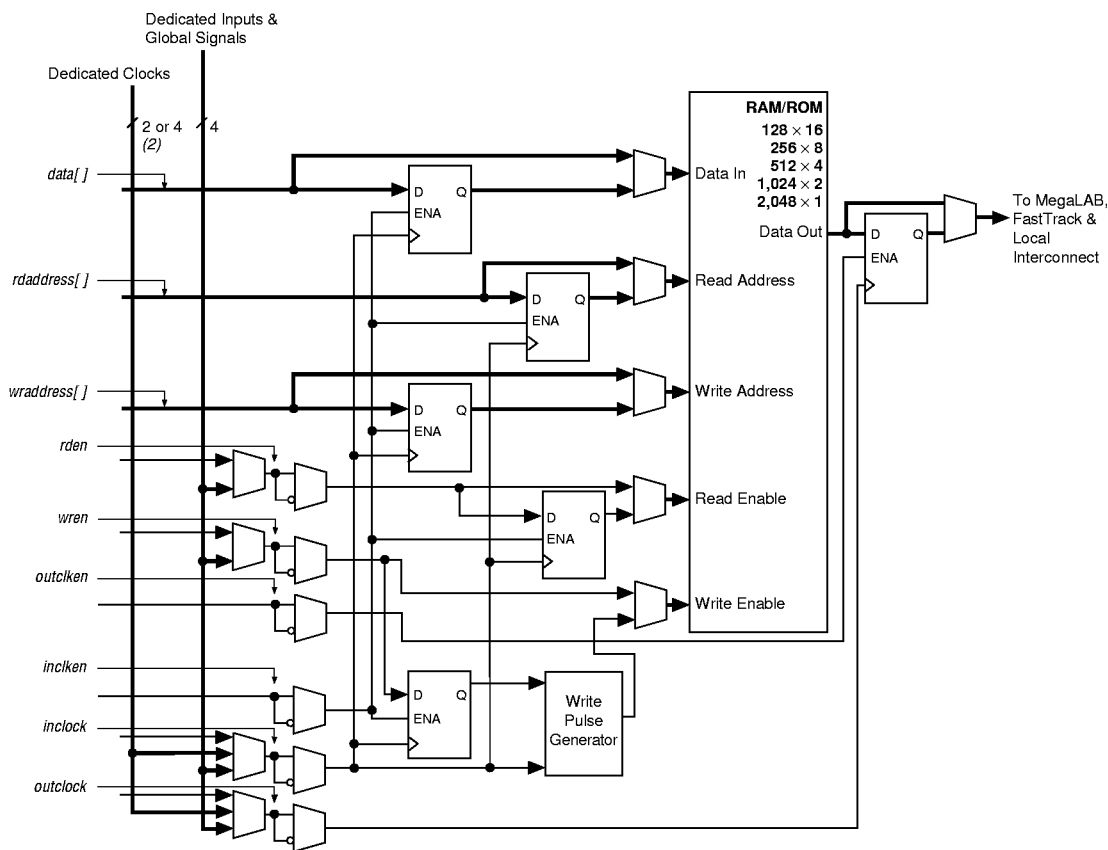 Dedicated Inputs &
Global Signals
Dedicated Clocks
2 or 4
(2)
4
RAM/ROM
128 × 16
256 × 8
512 × 4
1,024 × 2
2,048 × 1
data[ ]
D
Q
ENA
Data In
Data Out
D
Q
ENA
To MegaLAB,
FastTrack &
Local
Interconnect
rdaddress[ ]
D
Q
ENA
Read Address
wraddress[ ]
D
Q
ENA
Write Address
rden
D
Q
ENA
Read Enable
wren
outclken
Write Enable
inclken
D
Q
ENA
Write
Pulse
Generator
inclock
outclock